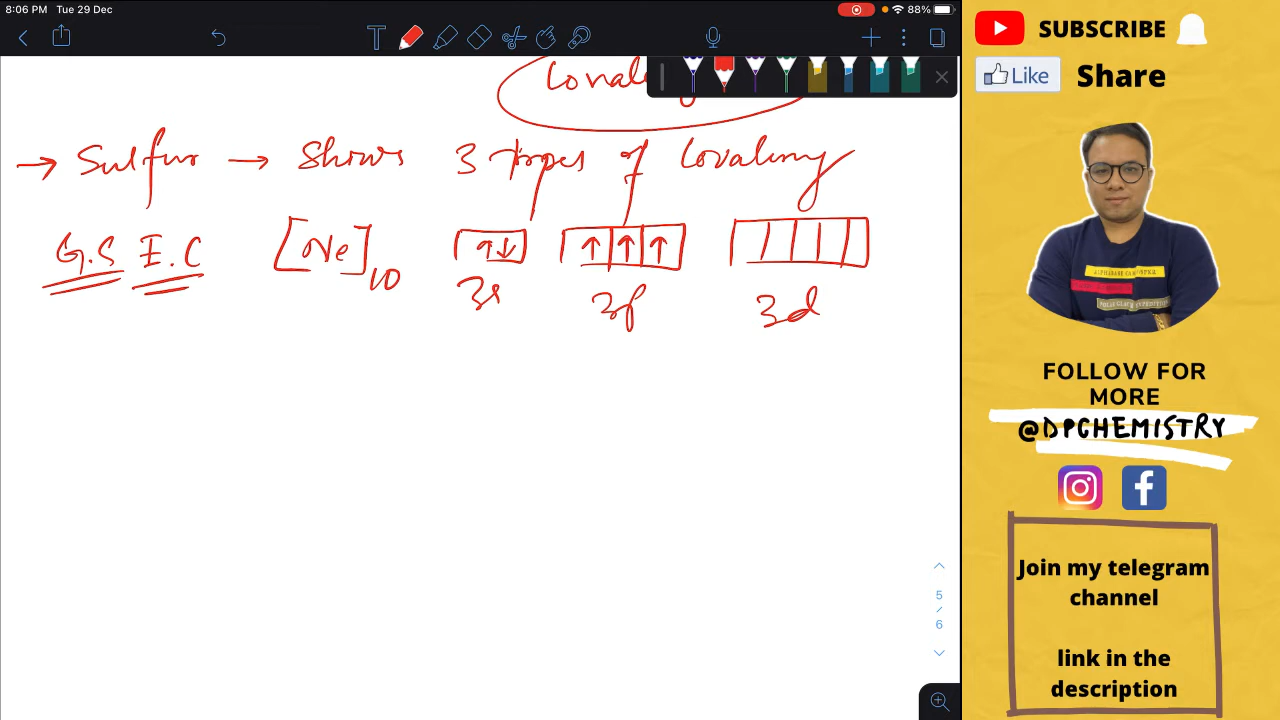 8:06 PM Tue 29 Dec
88%
→ Sulfur → Shows 3 types of Covalency
G.S E.C [Ne]10 ↑↓ ↑ ↑ ↑
3s 3p 3d
5
6
SUBSCRIBE
Like Share
FOLLOW FOR
MORE
@DPCHEMISTRY
Join my telegram
channel
link in the
description